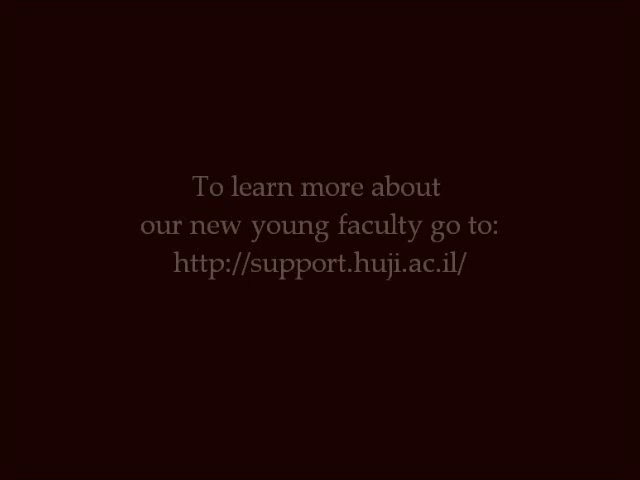 To learn more about
our new young faculty go to:
http://support.huji.ac.il/